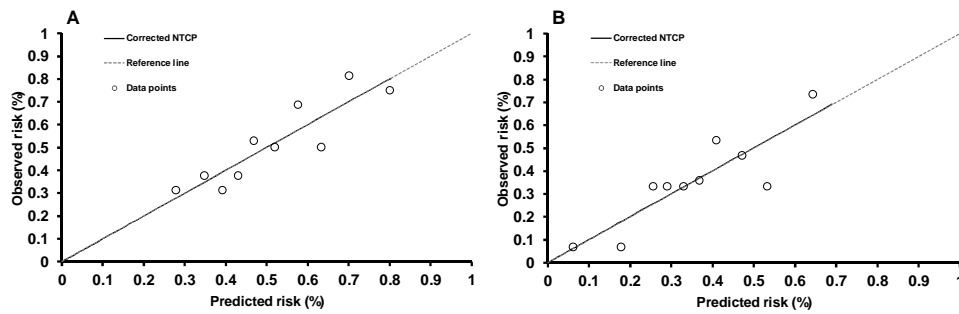 A
Corrected NTCP
Reference line
Data points
Observed risk (%)
1
0.9
0.8
0.7
0.6
0.5
0.4
0.3
0.2
0.1
0
0 0.1 0.2 0.3 0.4 0.5 0.6 0.7 0.8 0.9 1
Predicted risk (%)
B
Corrected NTCP
Reference line
Data points
Observed risk (%)
1
0.9
0.8
0.7
0.6
0.5
0.4
0.3
0.2
0.1
0
0 0.1 0.2 0.3 0.4 0.5 0.6 0.7 0.8 0.9 1
Predicted risk (%)